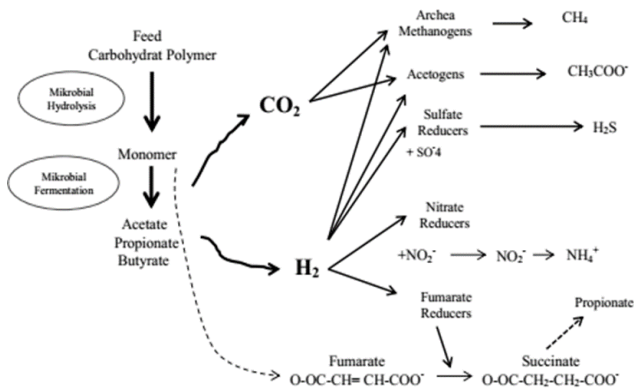 Feed
Carbohydrat Polymer
Mikrobial
Hydrolysis
Monomer
Mikrobial
Fermentation
Acetate
Propionate
Butyrate
CO₂
H₂
Archea
Methanogens
CH₄
Acetogens
CH₃COO⁻
Sulfate
Reducers
+ SO⁻4
H₂S
Nitrate
Reducers
+NO₂⁻
NO₂⁻
NH₄⁺
Fumarate
Reducers
Propionate
Fumarate
O-OC-CH=CH-COO⁻
Succinate
O-OC-CH₂-CH₂-COO⁻